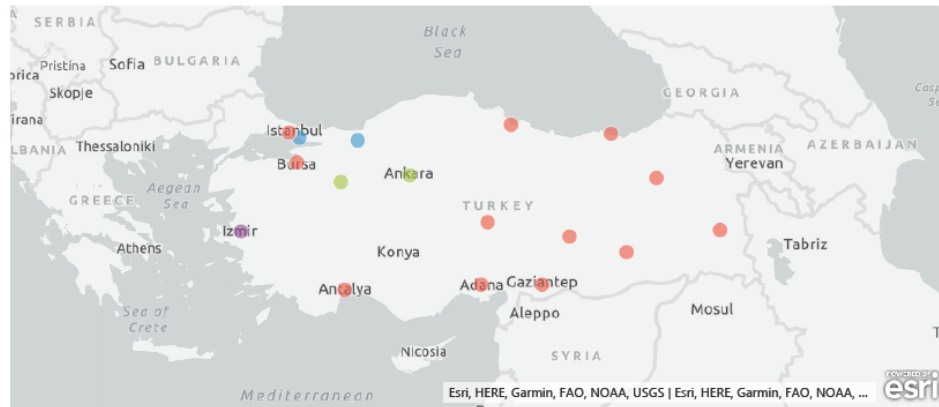 SERBIA
Black
Sea
Pristina
Sofia
BULGARIA
orica
Skopje
GEORGIA
Casp
Se
irana
Istanbul
LBANIA
Thessaloniki
ARMENIA
AZERBAIJAN
Yerevan
Bursa
Ankara
Aegean
Sea
GREECE
TURKEY
Izmir
Athens
Konya
Tabriz
Antalya
Adana
Gaziantep
Sea of
Crete
Aleppo
Mosul
Nicosia
SYRIA
Mediterranean
Esri, HERE, Garmin, FAO, NOAA, USGS | Esri, HERE, Garmin, FAO, NOAA, ...
POWERED BY
esri